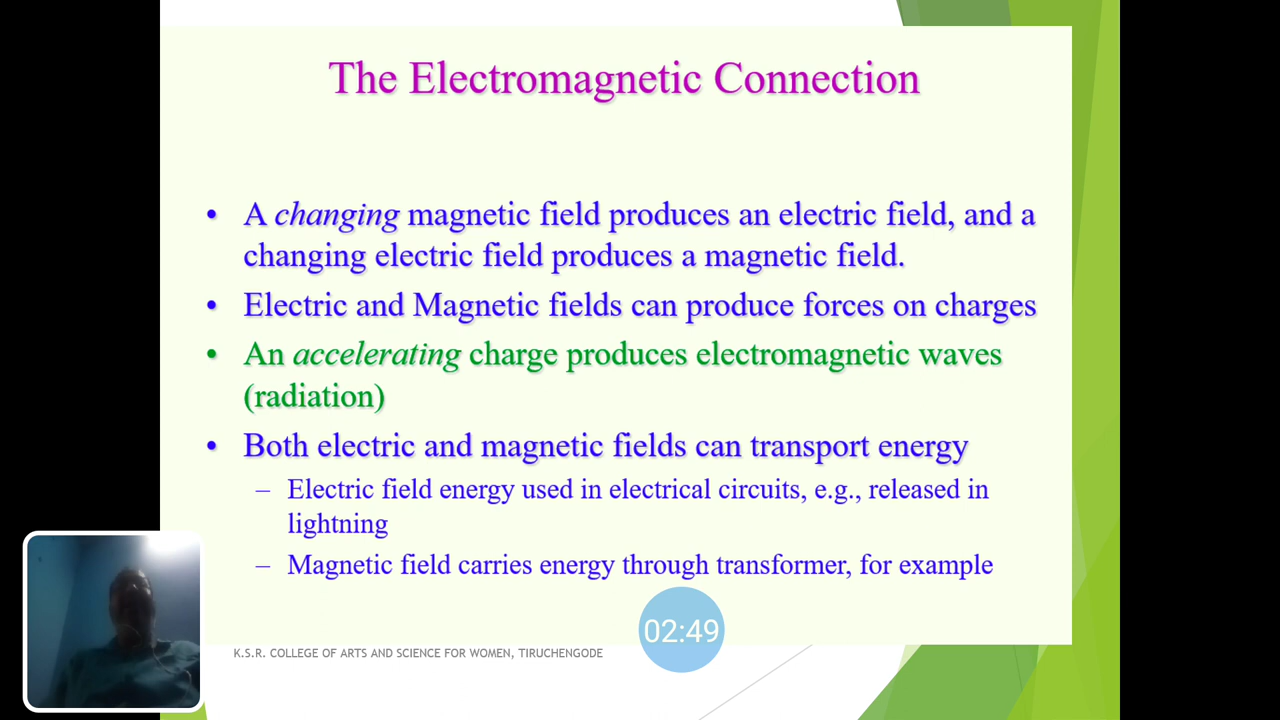 The Electromagnetic Connection
• A changing magnetic field produces an electric field, and a
changing electric field produces a magnetic field.
• Electric and Magnetic fields can produce forces on charges
• An accelerating charge produces electromagnetic waves
(radiation)
• Both electric and magnetic fields can transport energy
– Electric field energy used in electrical circuits, e.g., released in
lightning
– Magnetic field carries energy through transformer, for example
02:49
K.S.R. COLLEGE OF ARTS AND SCIENCE FOR WOMEN, TIRUCHENGODE